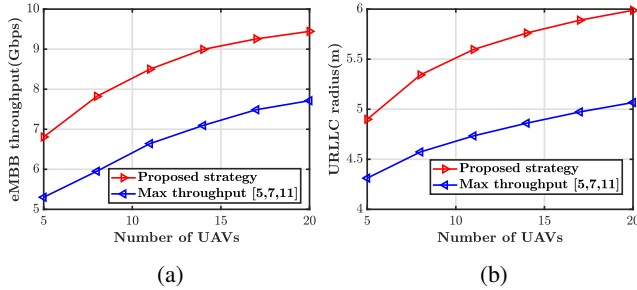 10
9
8
7
6
5
eMBB throughput(Gbps)
Proposed strategy
Max throughput [5,7,11]
5 10 15 20
Number of UAVs
(a)
6
5.5
5
4.5
4
URLLC radius(m)
Proposed strategy
Max throughput [5,7,11]
5 10 15 20
Number of UAVs
(b)